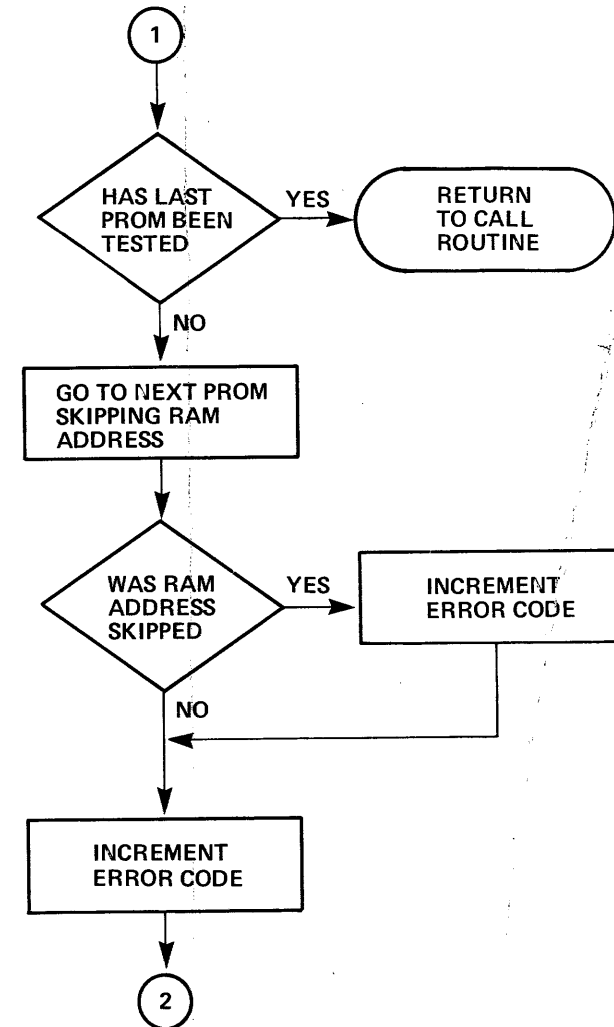 1
HAS LAST
PROM BEEN
TESTED
YES
RETURN
TO CALL
ROUTINE
NO
GO TO NEXT PROM
SKIPPING RAM
ADDRESS
WAS RAM
ADDRESS
SKIPPED
YES
INCREMENT
ERROR CODE
NO
INCREMENT
ERROR CODE
2